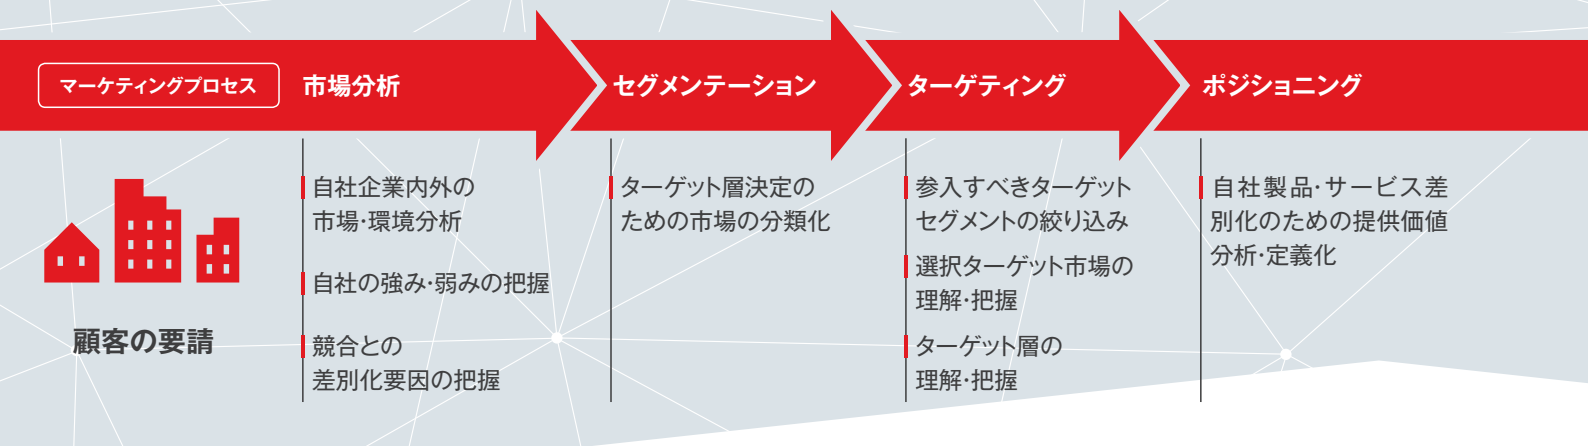 マーケティングプロセス
市場分析
セグメンテーション
ターゲティング
ポジショニング
顧客の要請
自社企業内外の
市場・環境分析
自社の強み・弱みの把握
競合との
差別化要因の把握
ターゲット層決定の
ための市場の分類化
参入すべきターゲット
セグメントの絞り込み
選択ターゲット市場の
理解・把握
ターゲット層の
理解・把握
自社製品・サービス差
別化のための提供価値
分析・定義化